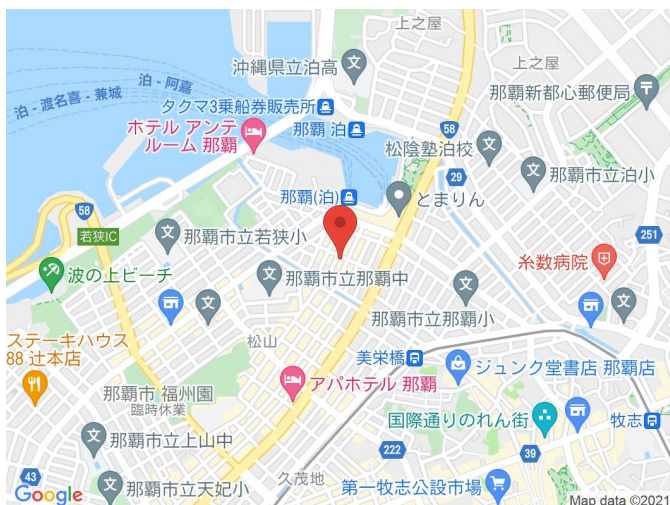 上之屋
上之屋
沖縄県立泊高
泊 - 阿嘉
泊 - 渡名喜 - 兼城
那覇新都心郵便局
タクマ3乗船券販売所
ホテル アンテ
ルーム 那覇
那覇 泊
58
松陰塾泊校
29
那覇市立泊小
那覇(泊)
とまりん
58
若狭IC
那覇市立若狭小
251
波の上ビーチ
那覇市立那覇中
糸数病院
那覇市立那覇小
ステーキハウス
88 辻本店
松山
美栄橋
ジュンク堂書店 那覇店
アパホテル 那覇
那覇市 福州園
臨時休業
国際通りのれん街
牧志
那覇市立上山中
222
39
43
久茂地
那覇市立天妃小
第一牧志公設市場
Google
Map data ©2021
文
文
文
文
文
文
文
文
文
文